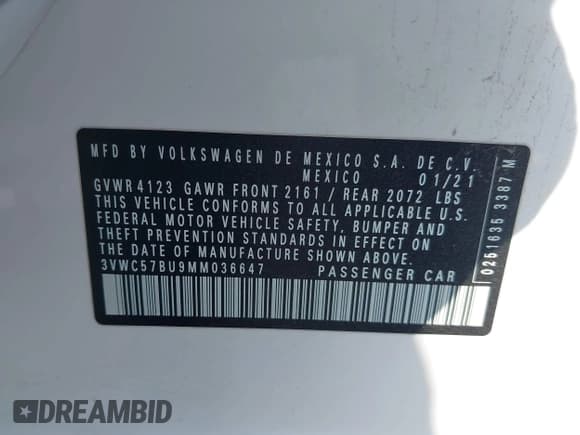 MFD BY VOLKSWAGEN DE MEXICO S.A. DE C.V.
MEXICO 01/21
GVWR 4123 GAWR FRONT 2161 / REAR 2072 LBS
THIS VEHICLE CONFORMS TO ALL APPLICABLE U.S.
FEDERAL MOTOR VEHICLE SAFETY, BUMPER AND
THEFT PREVENTION STANDARDS IN EFFECT ON
THE DATE OF MANUFACTURE SHOWN ABOVE.
3VWC57BU9MM036647 PASSENGER CAR
0251635 3387 M
DREAMBID